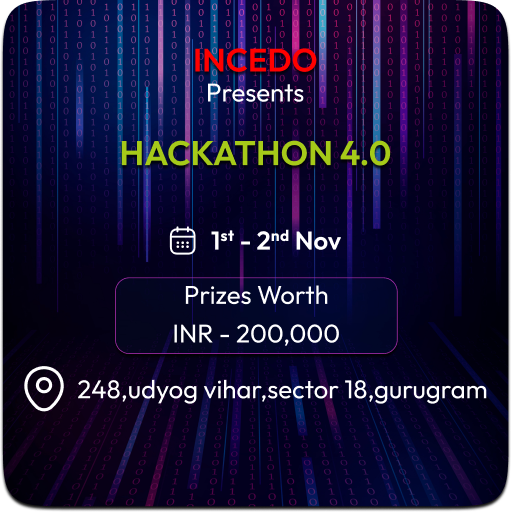 INCEDO
Presents
HACKATHON 4.0
1st - 2nd Nov
Prizes Worth
INR - 200,000
248,udyog vihar,sector 18,gurugram